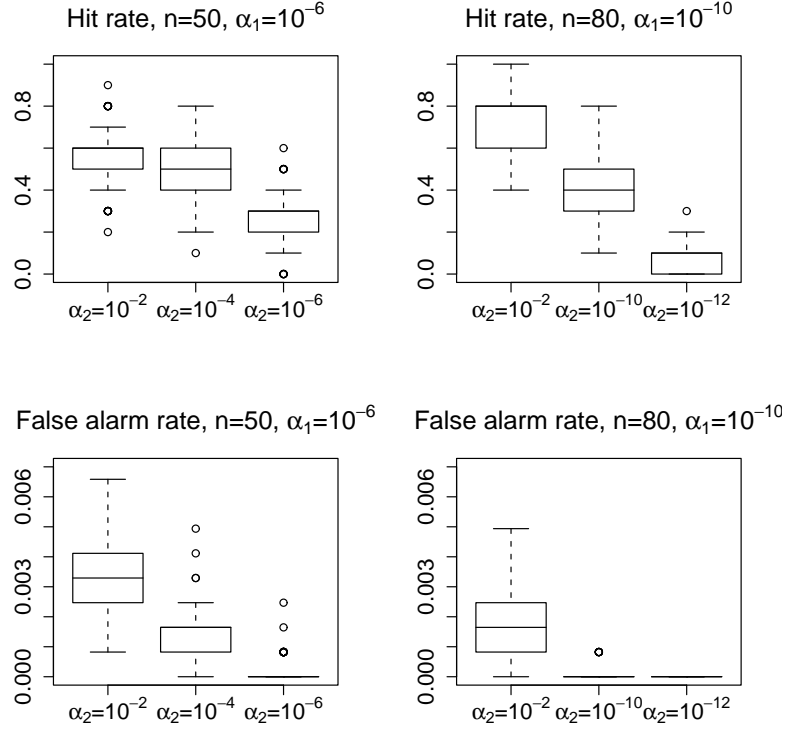 Hit rate, n=50, α₁=10⁻⁶
0.0 0.4 0.8
α₂=10⁻² α₂=10⁻⁴ α₂=10⁻⁶
Hit rate, n=80, α₁=10⁻¹⁰
0.0 0.4 0.8
α₂=10⁻² α₂=10⁻¹⁰ α₂=10⁻¹²
False alarm rate, n=50, α₁=10⁻⁶
0.000 0.003 0.006
α₂=10⁻² α₂=10⁻⁴ α₂=10⁻⁶
False alarm rate, n=80, α₁=10⁻¹⁰
0.000 0.003 0.006
α₂=10⁻² α₂=10⁻¹⁰ α₂=10⁻¹²